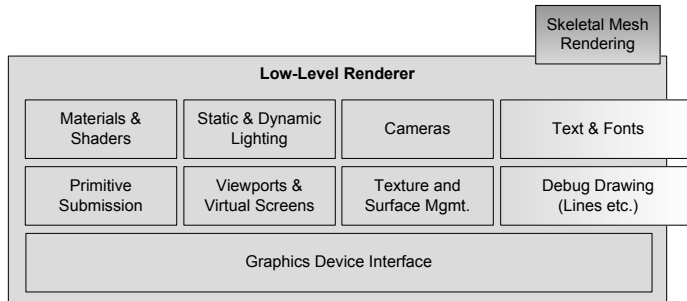 Skeletal Mesh
Rendering
Low-Level Renderer
Materials &
Shaders
Static & Dynamic
Lighting
Cameras
Text & Fonts
Primitive
Submission
Viewports &
Virtual Screens
Texture and
Surface Mgmt.
Debug Drawing
(Lines etc.)
Graphics Device Interface